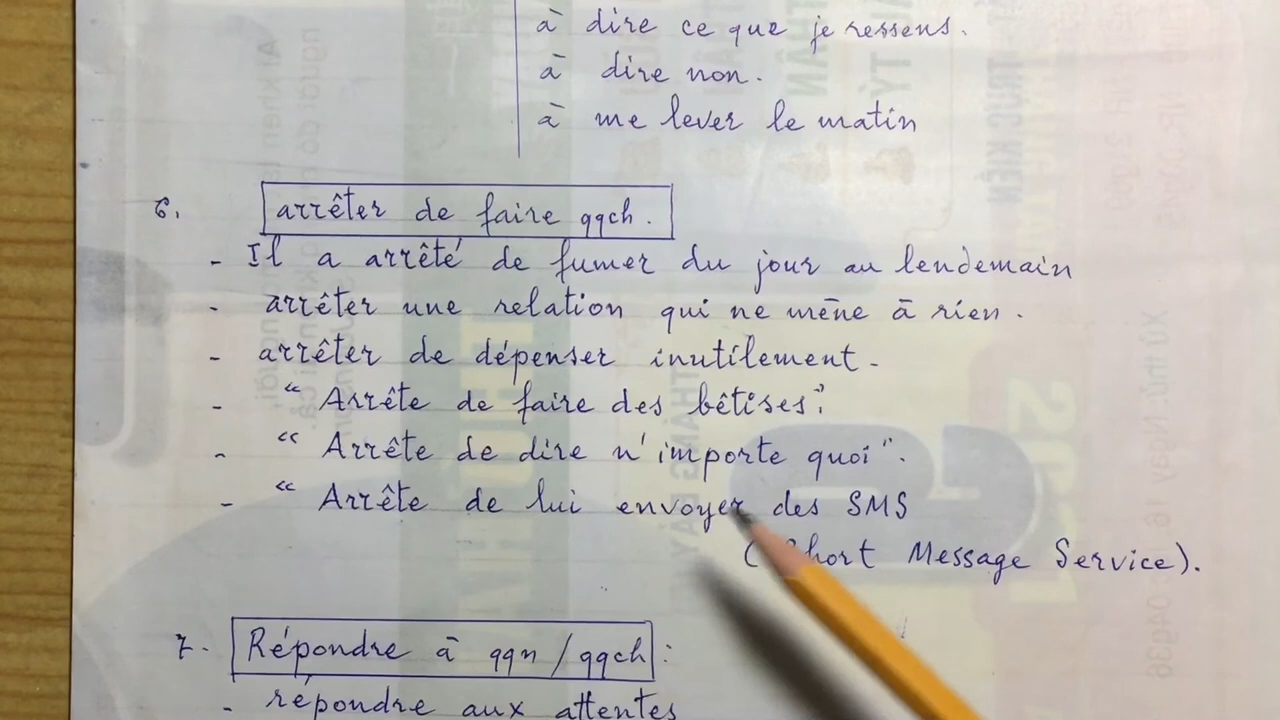 à dire ce que je ressens.
à dire non.
à me lever le matin
6. arrêter de faire qqch.
- Il a arrêté de fumer du jour au lendemain
- arrêter une relation qui ne mène à rien.
- arrêter de dépenser inutilement.
- "Arrête de faire des bêtises".
- "Arrête de dire n'importe quoi".
- "Arrête de lui envoyer des SMS
(Short Message Service).
7. Répondre à qqn / qqch :
- répondre aux attentes